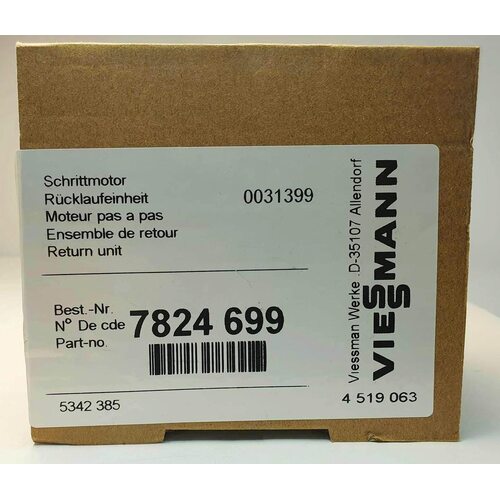 Schrittmotor
Rücklaufeinheit 0031399
Moteur pas a pas
Ensemble de retour
Return unit
Best.-Nr.
N° De cde 7824 699
Part-no.
5342 385
Viessman Werke .D-35107 Allendorf
VIESSMANN
4 519 063